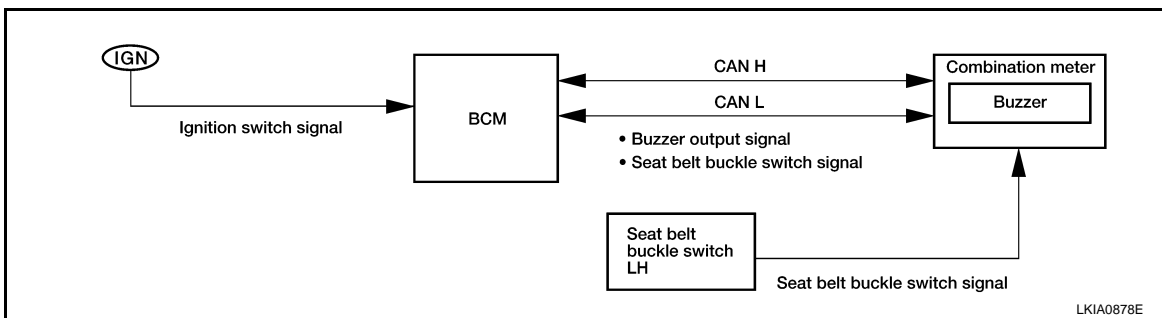 IGN
Ignition switch signal
BCM
CAN H
CAN L
• Buzzer output signal
• Seat belt buckle switch signal
Combination meter
Buzzer
Seat belt
buckle switch
LH
Seat belt buckle switch signal
LKIA0878E